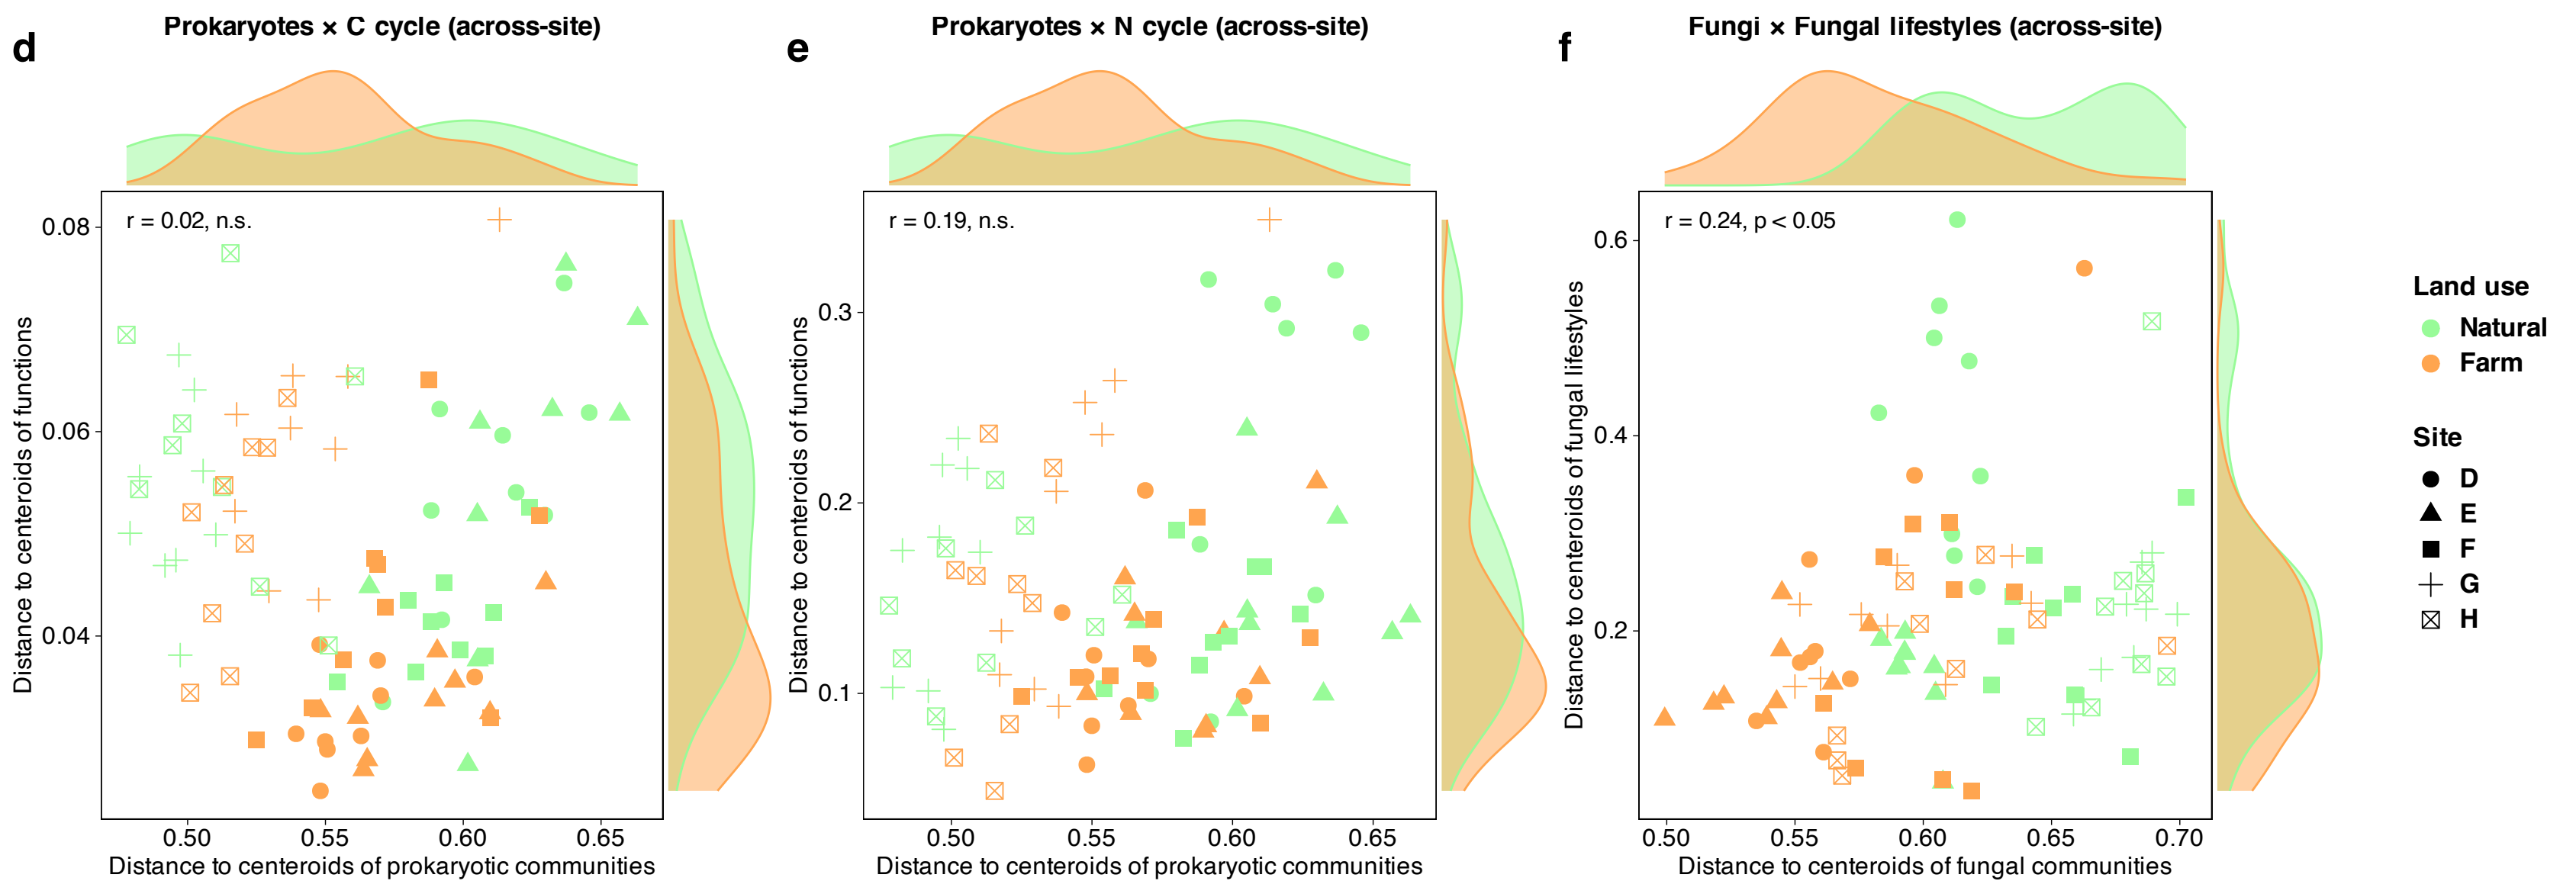 d
Prokaryotes × C cycle (across-site)
r = 0.02, n.s.
Distance to centeroids of functions
0.08
0.06
0.04
0.50 0.55 0.60 0.65
Distance to centeroids of prokaryotic communities
e
Prokaryotes × N cycle (across-site)
r = 0.19, n.s.
Distance to centeroids of functions
0.3
0.2
0.1
0.50 0.55 0.60 0.65
Distance to centeroids of prokaryotic communities
f
Fungi × Fungal lifestyles (across-site)
r = 0.24, p < 0.05
Distance to centeroids of fungal lifestyles
0.6
0.4
0.2
0.50 0.55 0.60 0.65 0.70
Distance to centeroids of fungal communities
Land use
Natural
Farm
Site
D
E
F
G
H